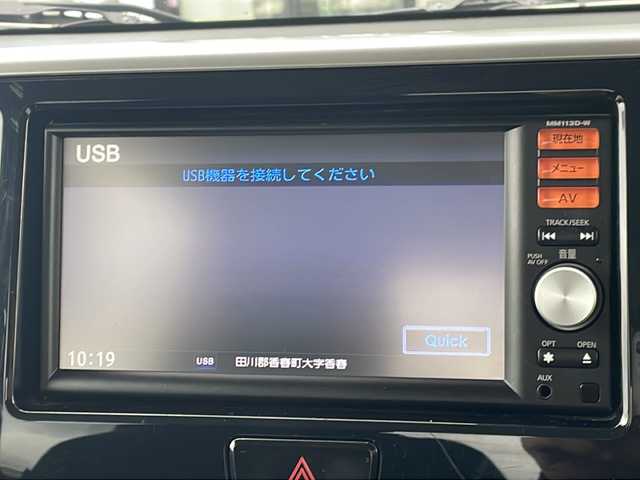 MM113D-W
USB
現在地
USB機器を接続してください
メニュー
AV
TRACK/SEEK
音量
PUSH
AV OFF
Quick
OPT
OPEN
10:19
USB
田川郡香春町大字香春
AUX